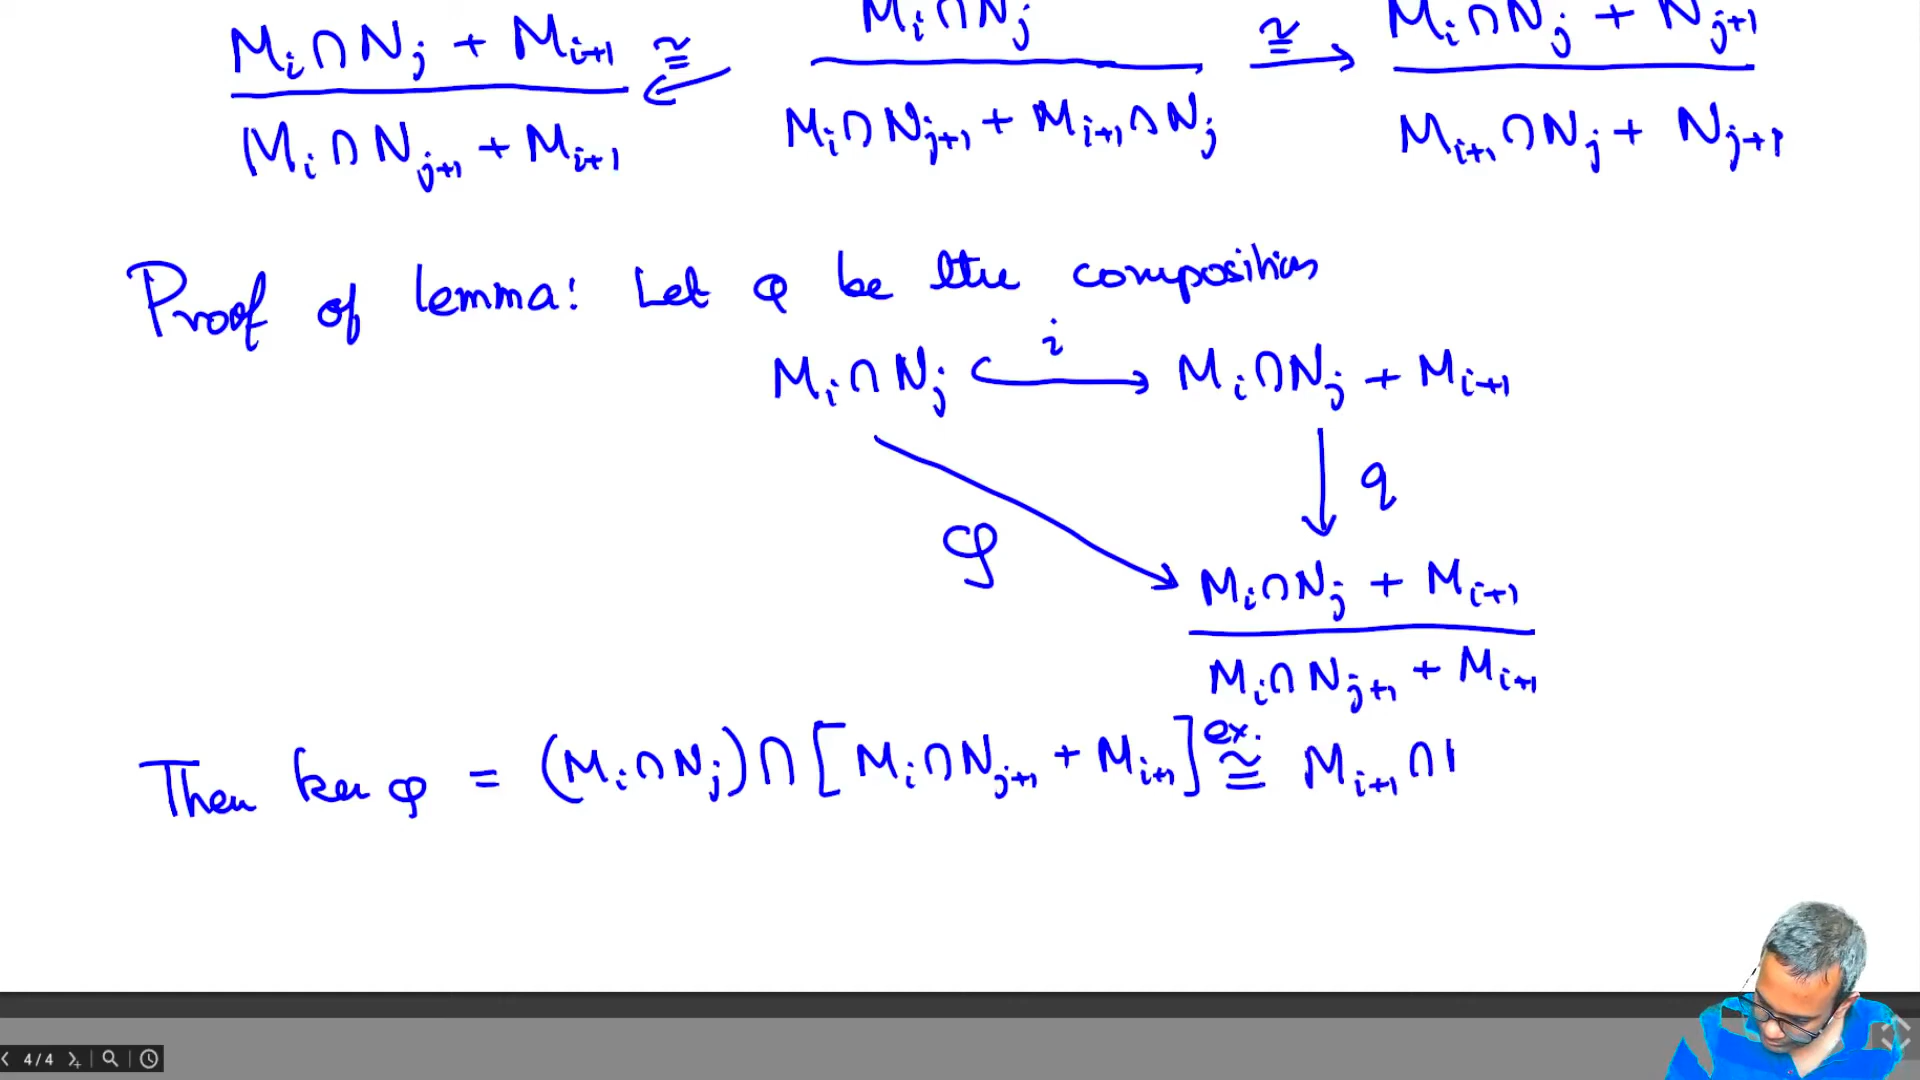 M_i ∩ N_j + M_{i+1} ≅ M_i ∩ N_j ≅ M_i ∩ N_j + N_{j+1}
M_i ∩ N_{j+1} + M_{i+1} M_i ∩ N_{j+1} + M_{i+1} ∩ N_j M_{i+1} ∩ N_j + N_{j+1}
Proof of lemma: Let φ be the composition
i
M_i ∩ N_j ↪ M_i ∩ N_j + M_{i+1}
q
φ
M_i ∩ N_j + M_{i+1}
M_i ∩ N_{j+1} + M_{i+1}
ex.
Then ker φ = (M_i ∩ N_j) ∩ [M_i ∩ N_{j+1} + M_{i+1}] ≅ M_{i+1} ∩
4/4